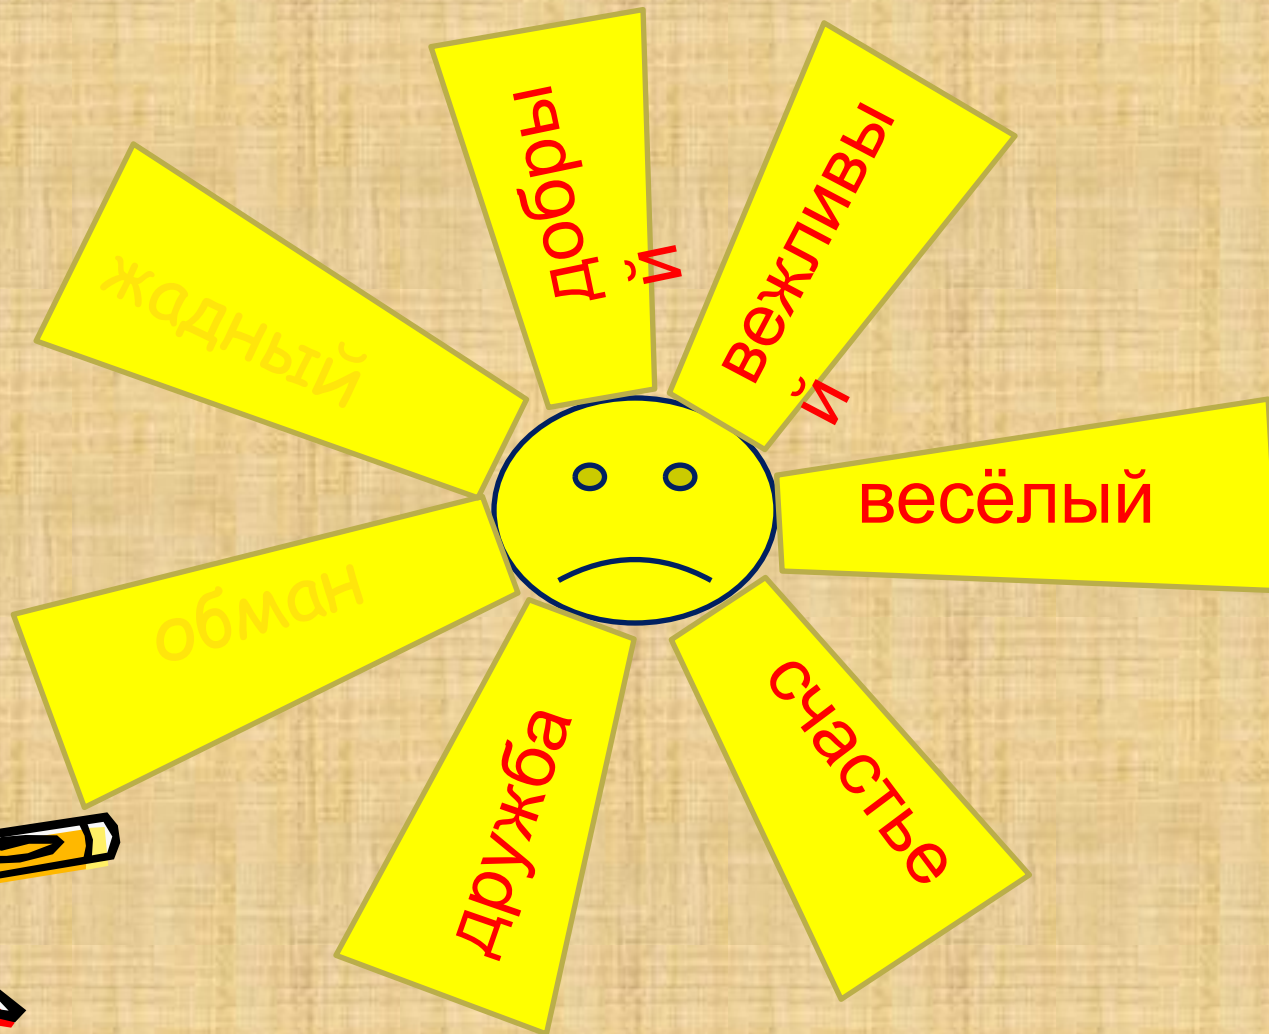 добры
й
вежливы
й
весёлый
счастье
дружба
обман
жадный